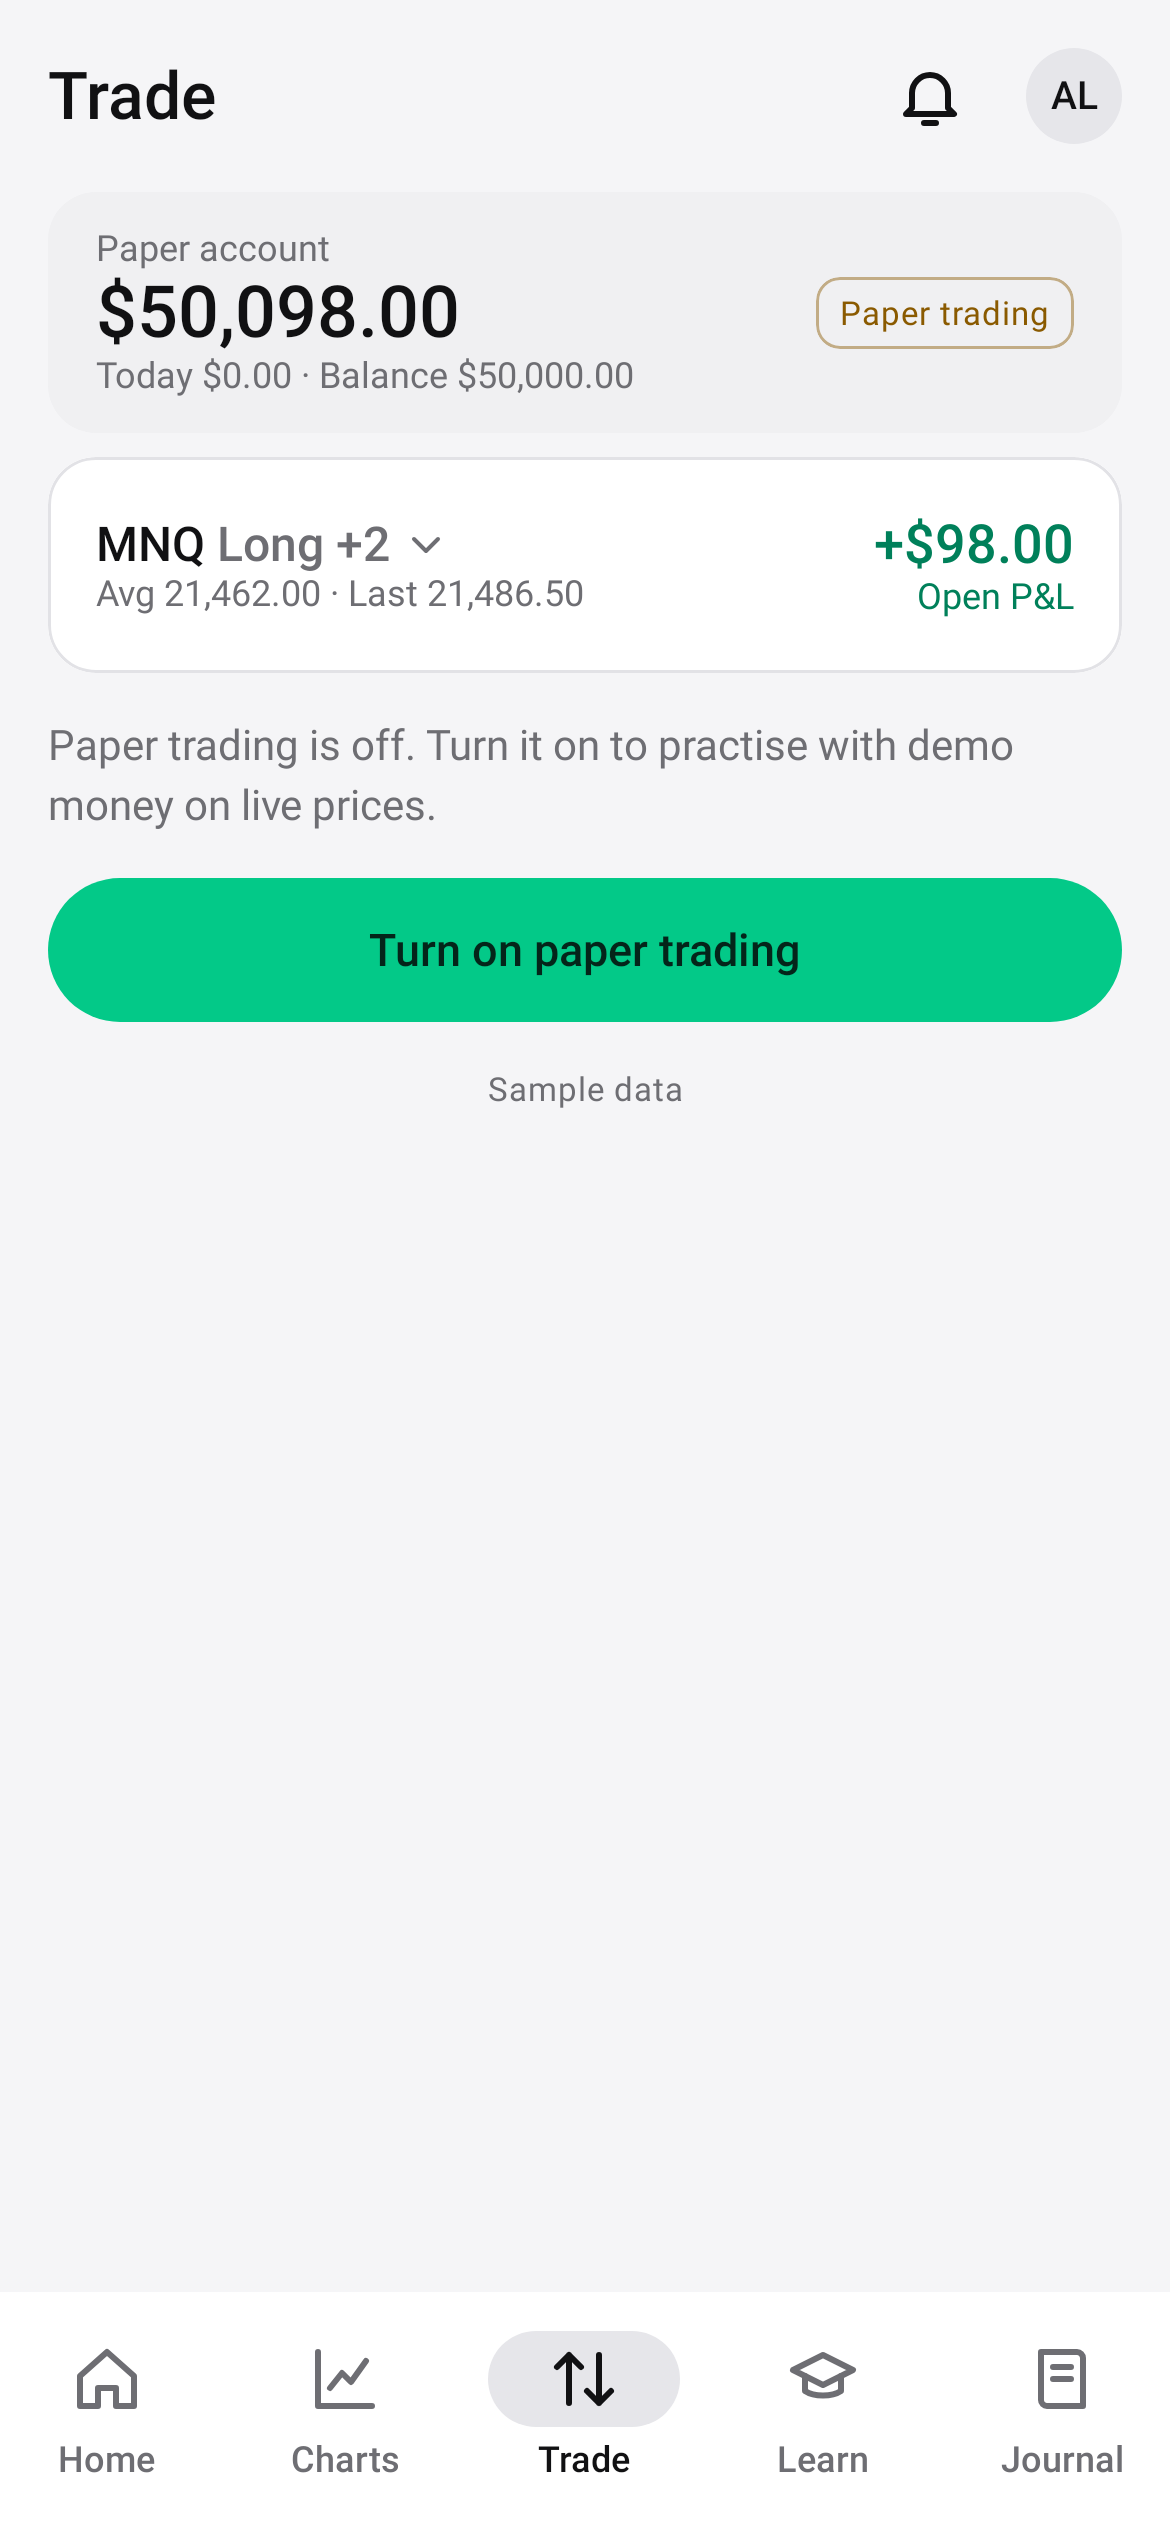 Trade
AL
Paper account
$50,098.00
Paper trading
Today $0.00 · Balance $50,000.00
MNQ Long +2
+$98.00
Avg 21,462.00 · Last 21,486.50
Open P&L
Paper trading is off. Turn it on to practise with demo
money on live prices.
Turn on paper trading
Sample data
Home
Charts
Trade
Learn
Journal